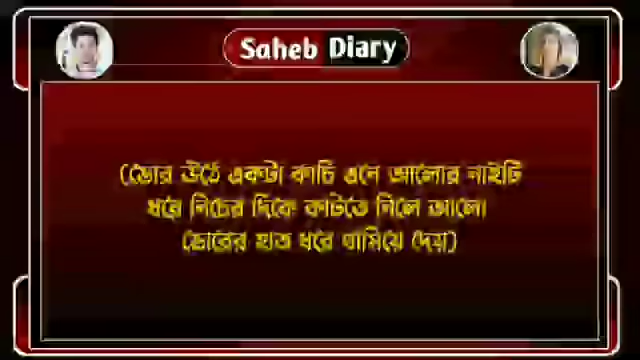 Saheb Diary
(ভোর উঠে একটা কাচি এনে আলোর নাইটি
ধরে নিচের দিকে কাটতে নিলে আলো
ভোরের হাত ধরে থামিয়ে দেয়)